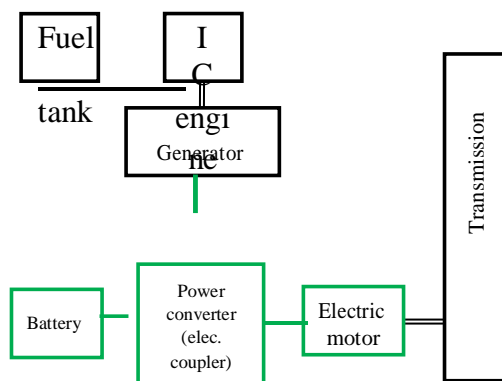 Fuel
tank
I
C
engi
ne
Generator
Transmission
Battery
Power
converter
(elec.
coupler)
Electric
motor